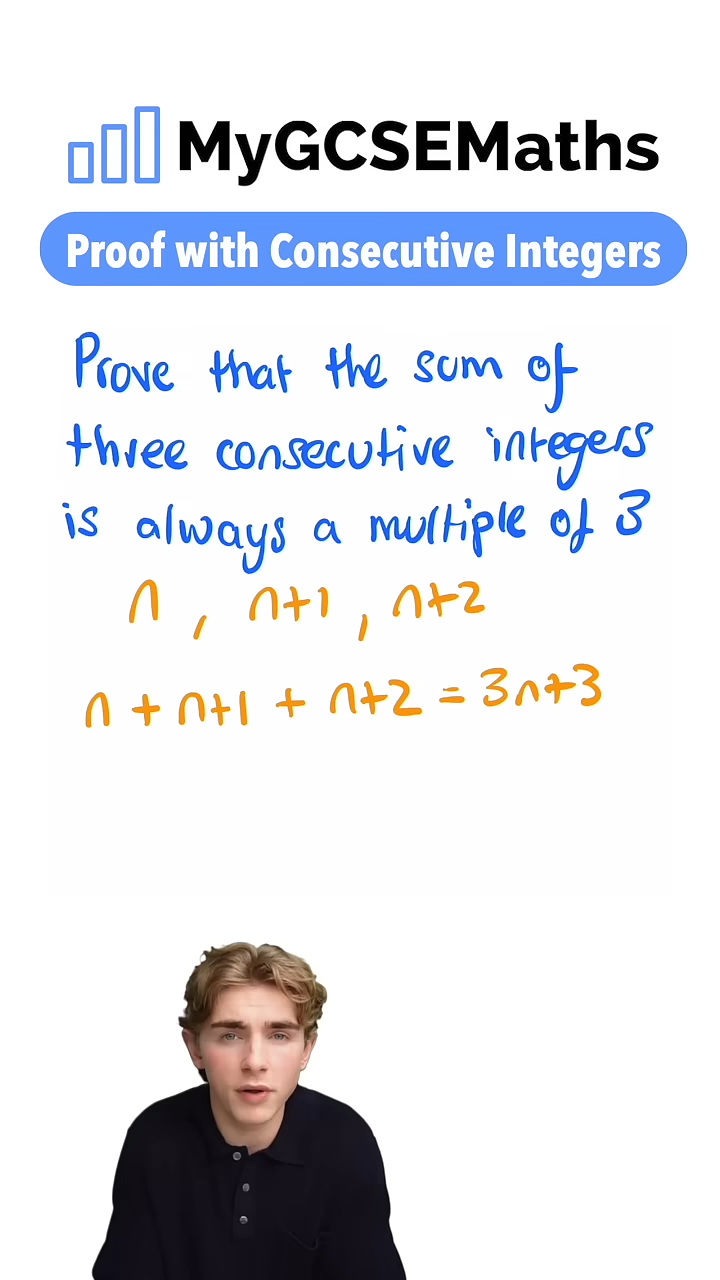 MyGCSEMaths
Proof with Consecutive Integers
Prove that the sum of
three consecutive integers
is always a multiple of 3
n , n+1 , n+2
n + n+1 + n+2 = 3n+3